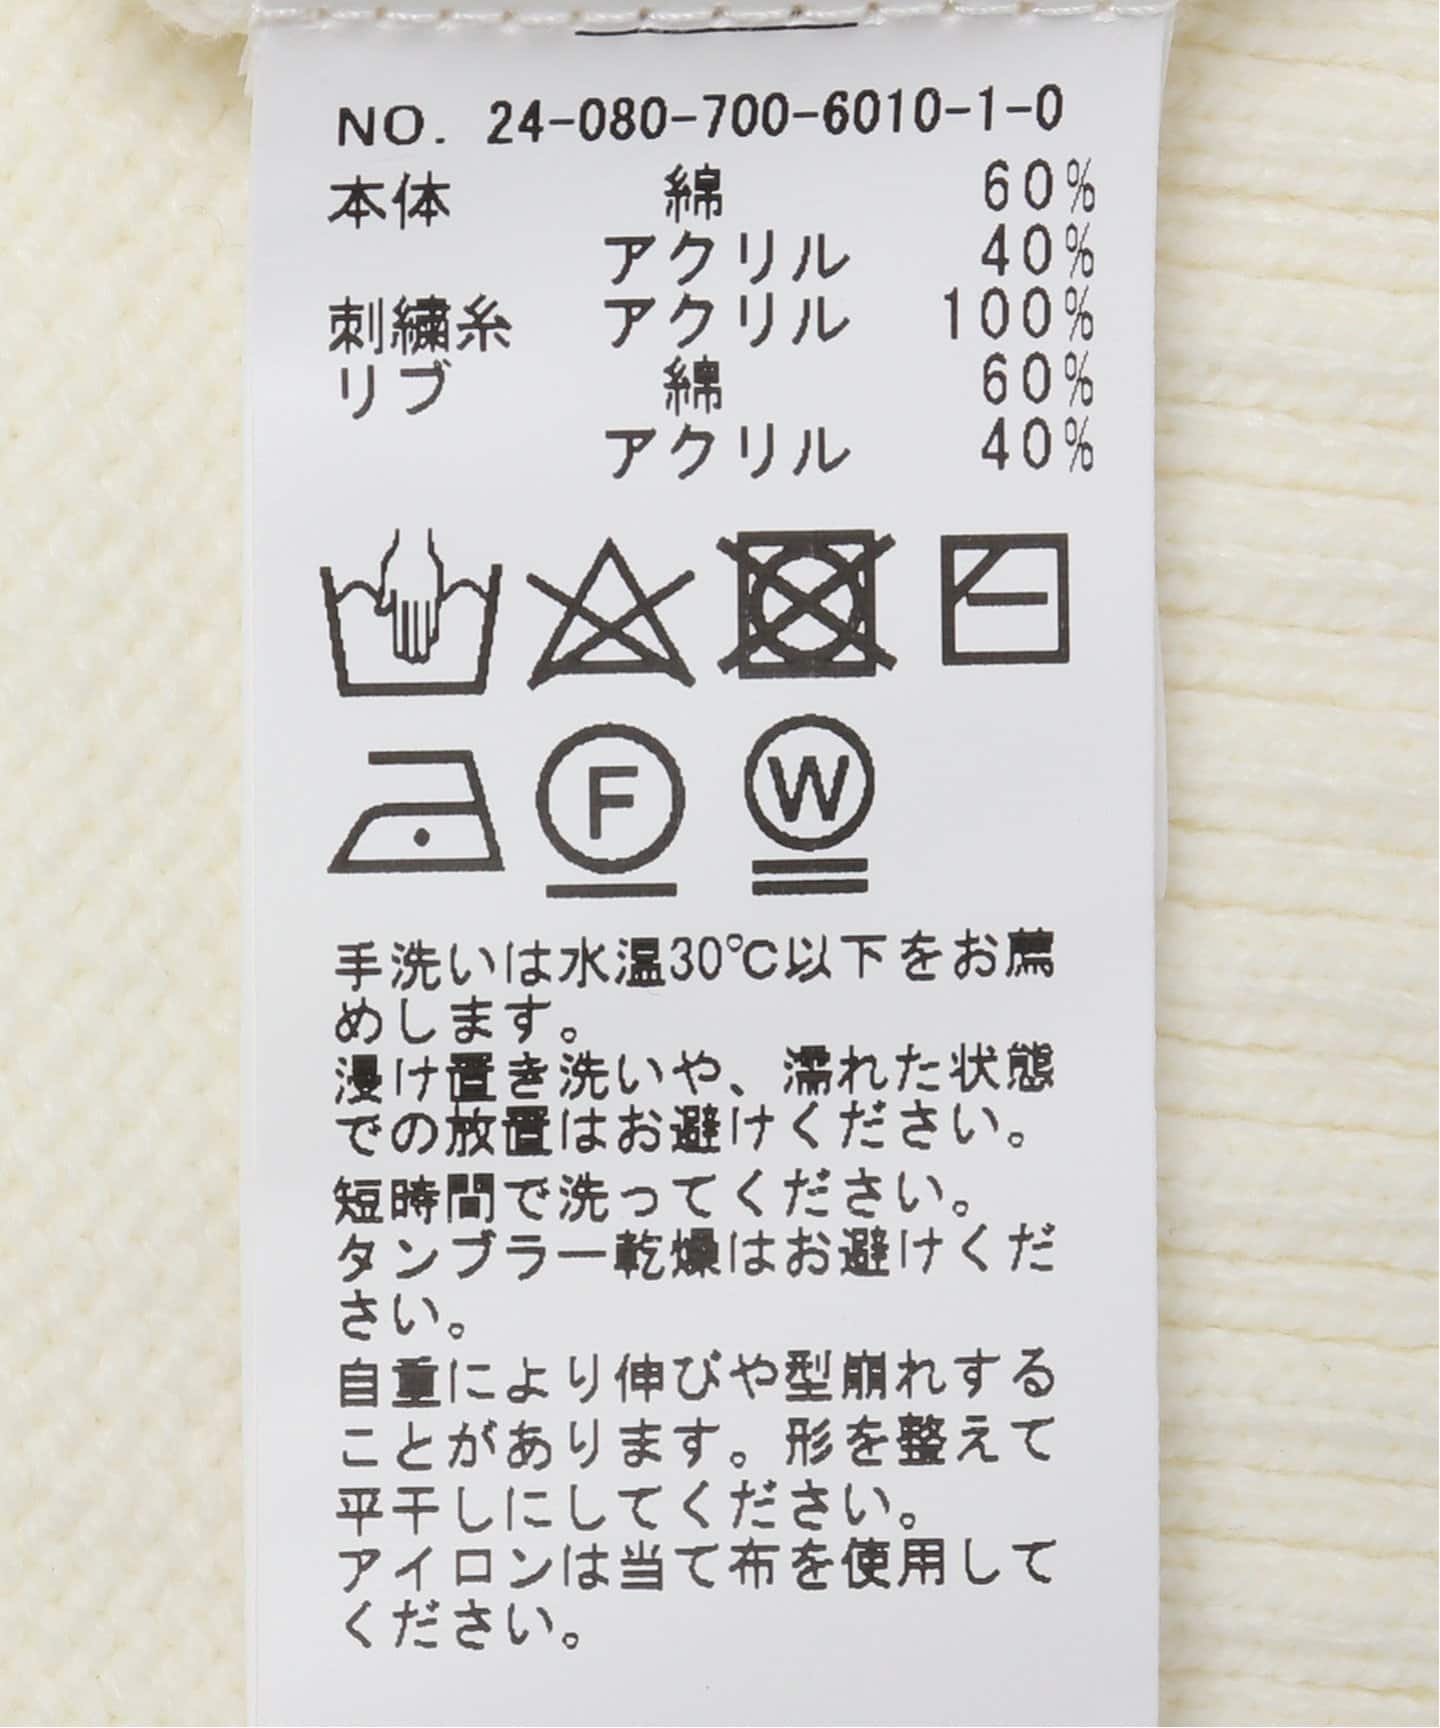 NO. 24-080-700-6010-1-0
本体 綿 60%
アクリル 40%
刺繍糸 アクリル 100%
リブ 綿 60%
アクリル 40%
F
W
手洗いは水温30℃以下をお薦
めします。
浸け置き洗いや、濡れた状態
での放置はお避けください。
短時間で洗ってください。
タンブラー乾燥はお避けくだ
さい。
自重により伸びや型崩れする
ことがあります。形を整えて
平干しにしてください。
アイロンは当て布を使用して
ください。